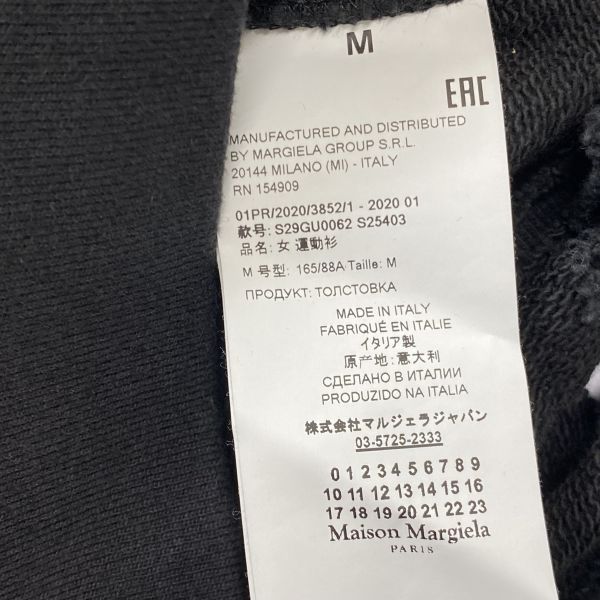 M
EAC
MANUFACTURED AND DISTRIBUTED
BY MARGIELA GROUP S.R.L.
20144 MILANO (MI) - ITALY
RN 154909
01PR/2020/3852/1 - 2020 01
款号: S29GU0062 S25403
品名: 女 運動衫
M 号型: 165/88A Taille: M
ПРОДУКТ: ТОЛСТОВКА
MADE IN ITALY
FABRIQUÉ EN ITALIE
イタリア製
原産地: 意大利
СДЕЛАНО В ИТАЛИИ
PRODUZIDO NA ITALIA
株式会社マルジェラジャパン
03-5725-2333
0 1 2 3 4 5 6 7 8 9
10 11 12 13 14 15 16
17 18 19 20 21 22 23
Maison Margiela
PARIS